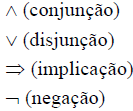 ∧ (conjunção)
∨ (disjunção)
⇒ (implicação)
¬ (negação)